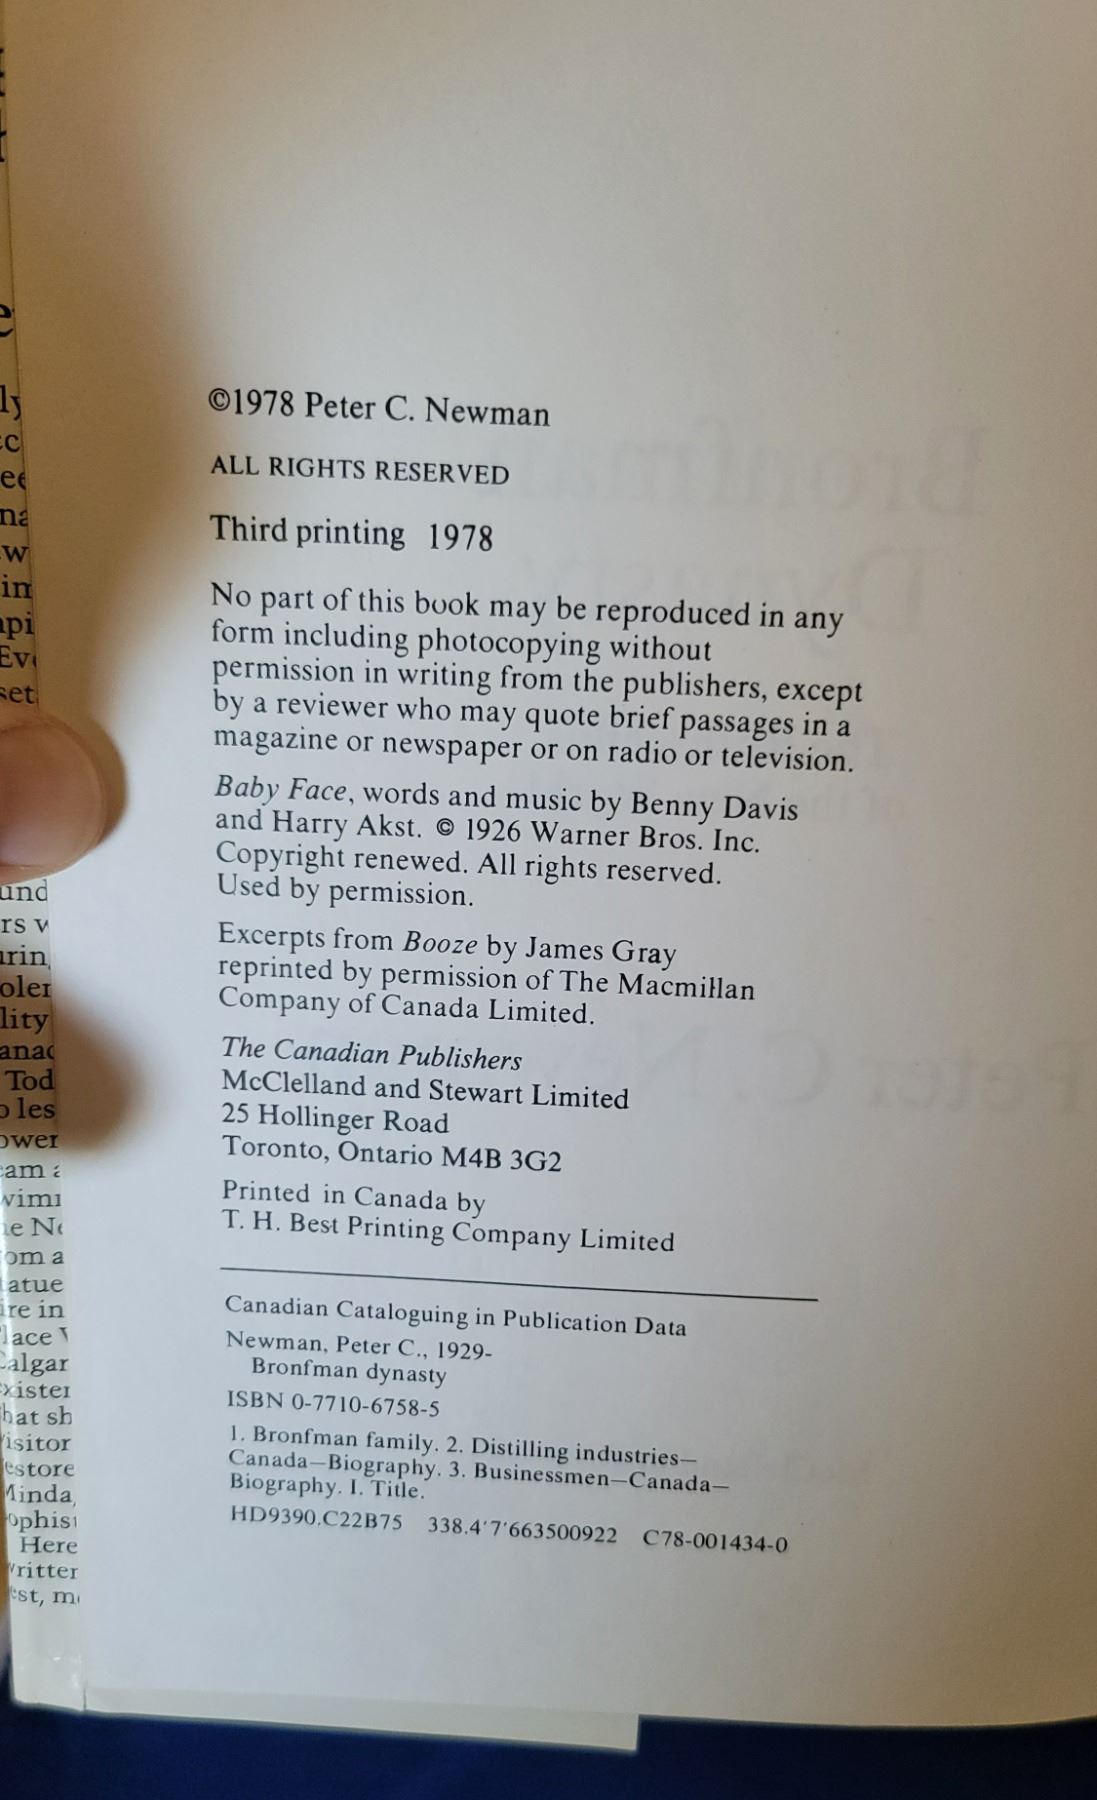 ©1978 Peter C. Newman
ALL RIGHTS RESERVED
Third printing 1978
No part of this book may be reproduced in any
form including photocopying without
permission in writing from the publishers, except
by a reviewer who may quote brief passages in a
magazine or newspaper or on radio or television.
Baby Face, words and music by Benny Davis
and Harry Akst. © 1926 Warner Bros. Inc.
Copyright renewed. All rights reserved.
Used by permission.
Excerpts from Booze by James Gray
reprinted by permission of The Macmillan
Company of Canada Limited.
The Canadian Publishers
McClelland and Stewart Limited
25 Hollinger Road
Toronto, Ontario M4B 3G2
Printed in Canada by
T. H. Best Printing Company Limited
Canadian Cataloguing in Publication Data
Newman, Peter C., 1929-
Bronfman dynasty
ISBN 0-7710-6758-5
1. Bronfman family. 2. Distilling industries—
Canada—Biography. 3. Businessmen—Canada—
Biography. I. Title.
HD9390.C22B75 338.4'7'663500922 C78-001434-0